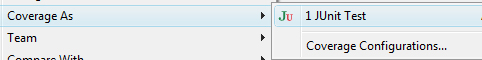 Coverage As
Team
Compare With
JU 1 JUnit Test
Coverage Configurations...